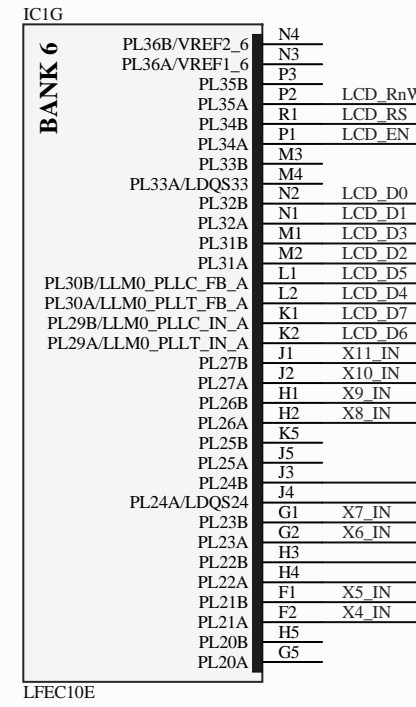 IC1G
BANK 6
PL36B/VREF2_6 N4
PL36A/VREF1_6 N3
PL35B P3
PL35A P2 LCD_RnW
PL34B R1 LCD_RS
PL34A P1 LCD_EN
PL33B M3
PL33A/LDQS33 M4
PL32B N2 LCD_D0
PL32A N1 LCD_D1
PL31B M1 LCD_D3
PL31A M2 LCD_D2
PL30B/LLM0_PLLC_FB_A L1 LCD_D5
PL30A/LLM0_PLLT_FB_A L2 LCD_D4
PL29B/LLM0_PLLC_IN_A K1 LCD_D7
PL29A/LLM0_PLLT_IN_A K2 LCD_D6
PL27B J1 X11_IN
PL27A J2 X10_IN
PL26B H1 X9_IN
PL26A H2 X8_IN
PL25B K5
PL25A J5
PL24B J3
PL24A/LDQS24 J4
PL23B G1 X7_IN
PL23A G2 X6_IN
PL22B H3
PL22A H4
PL21B F1 X5_IN
PL21A F2 X4_IN
PL20B H5
PL20A G5
LFEC10E